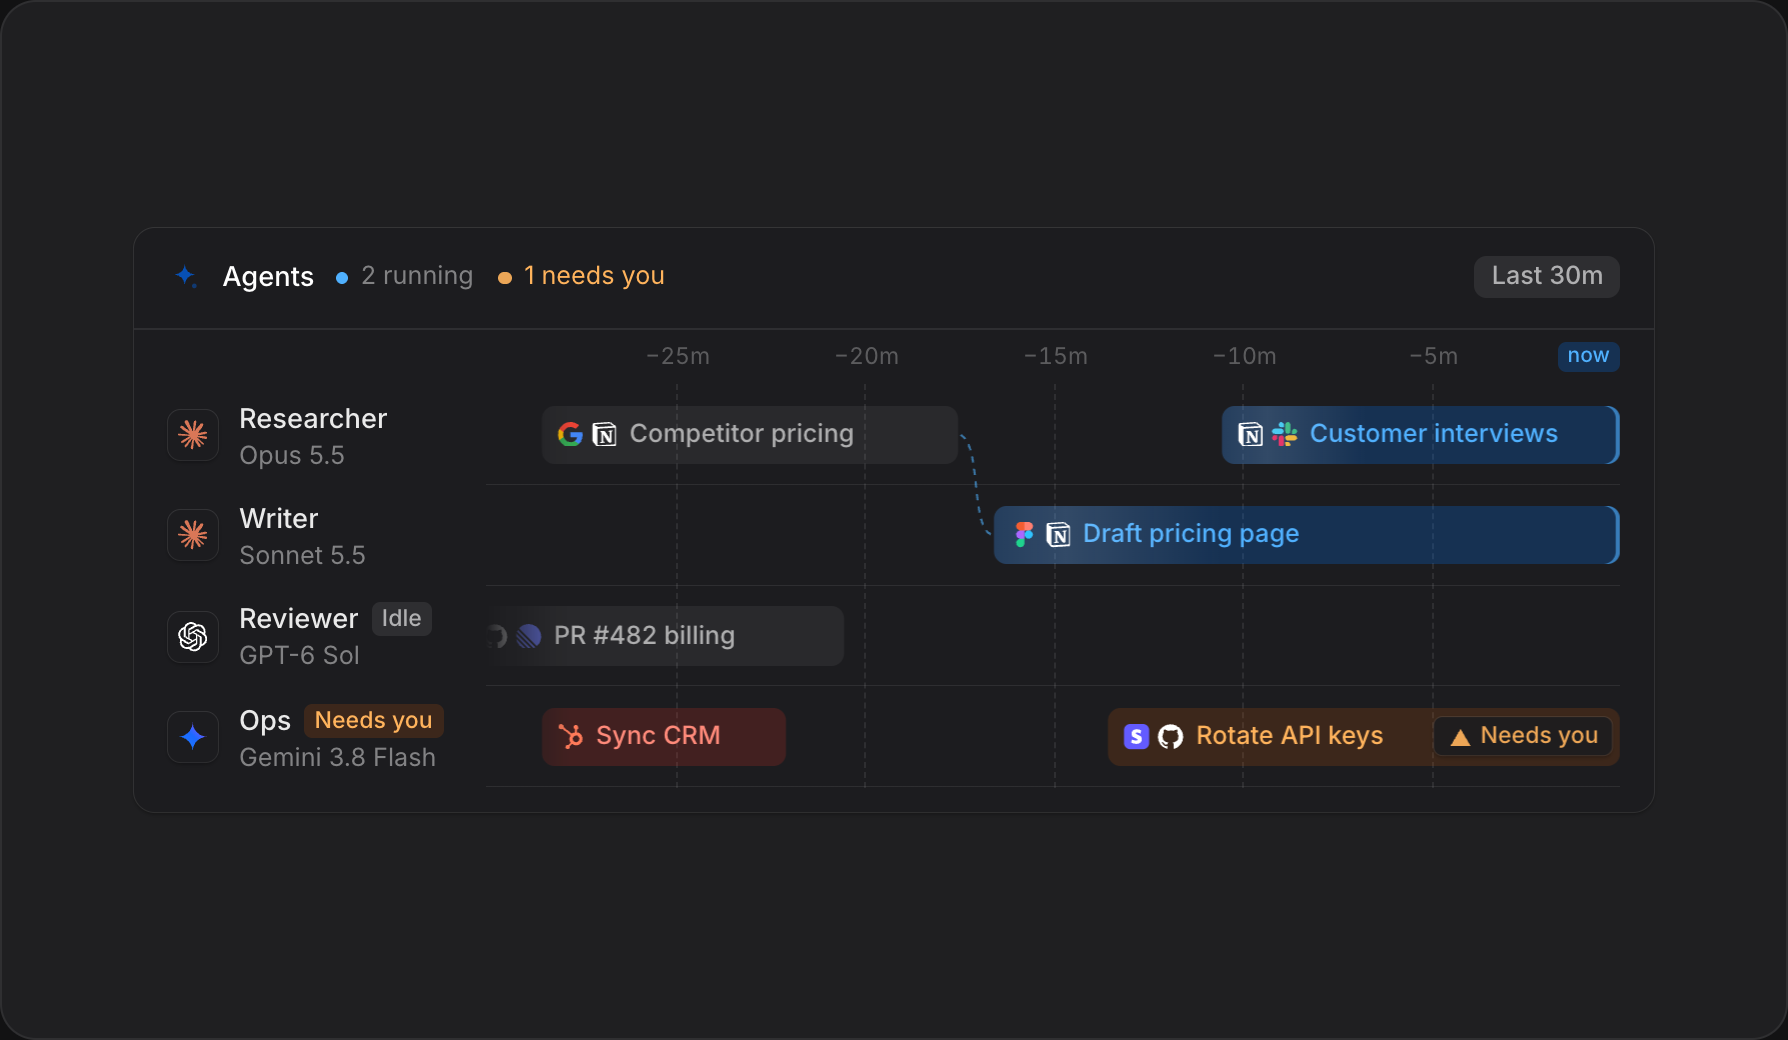 Agents 2 running 1 needs you Last 30m
−25m −20m −15m −10m −5m now
Researcher
Opus 5.5
Competitor pricing
Customer interviews
Writer
Sonnet 5.5
Draft pricing page
Reviewer Idle
GPT-6 Sol
PR #482 billing
Ops Needs you
Gemini 3.8 Flash
Sync CRM
Rotate API keys
Needs you